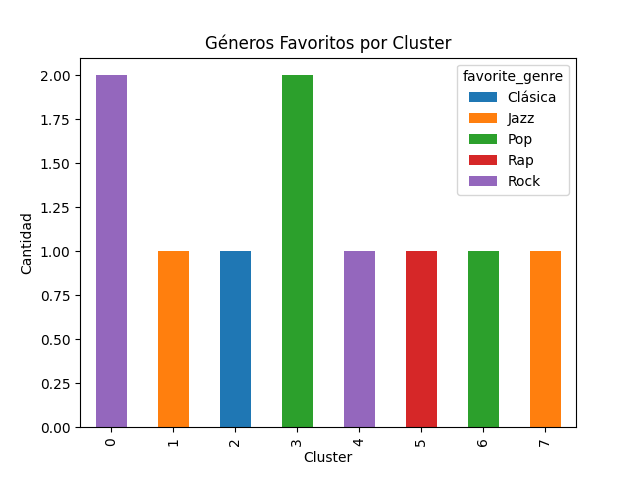 Géneros Favoritos por Cluster
favorite_genre
Clásica
Jazz
Pop
Rap
Rock
Cantidad
2.00
1.75
1.50
1.25
1.00
0.75
0.50
0.25
0.00
0 1 2 3 4 5 6 7
Cluster